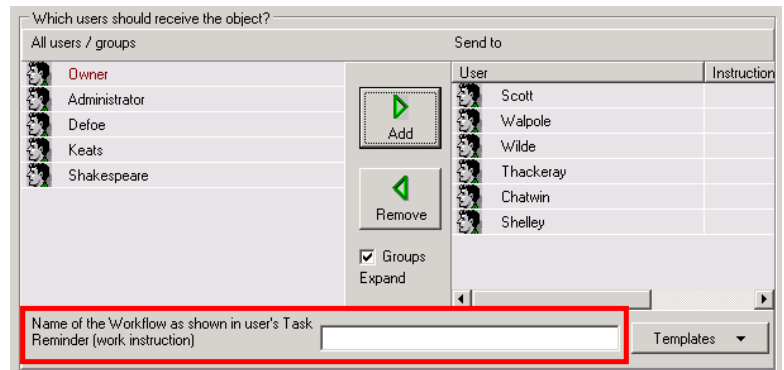 Which users should receive the object?
All users / groups
Send to
Owner
Administrator
Defoe
Keats
Shakespeare
Add
Remove
Groups
Expand
User
Instruction
Scott
Walpole
Wilde
Thackeray
Chatwin
Shelley
Name of the Workflow as shown in user's Task
Reminder (work instruction)
Templates